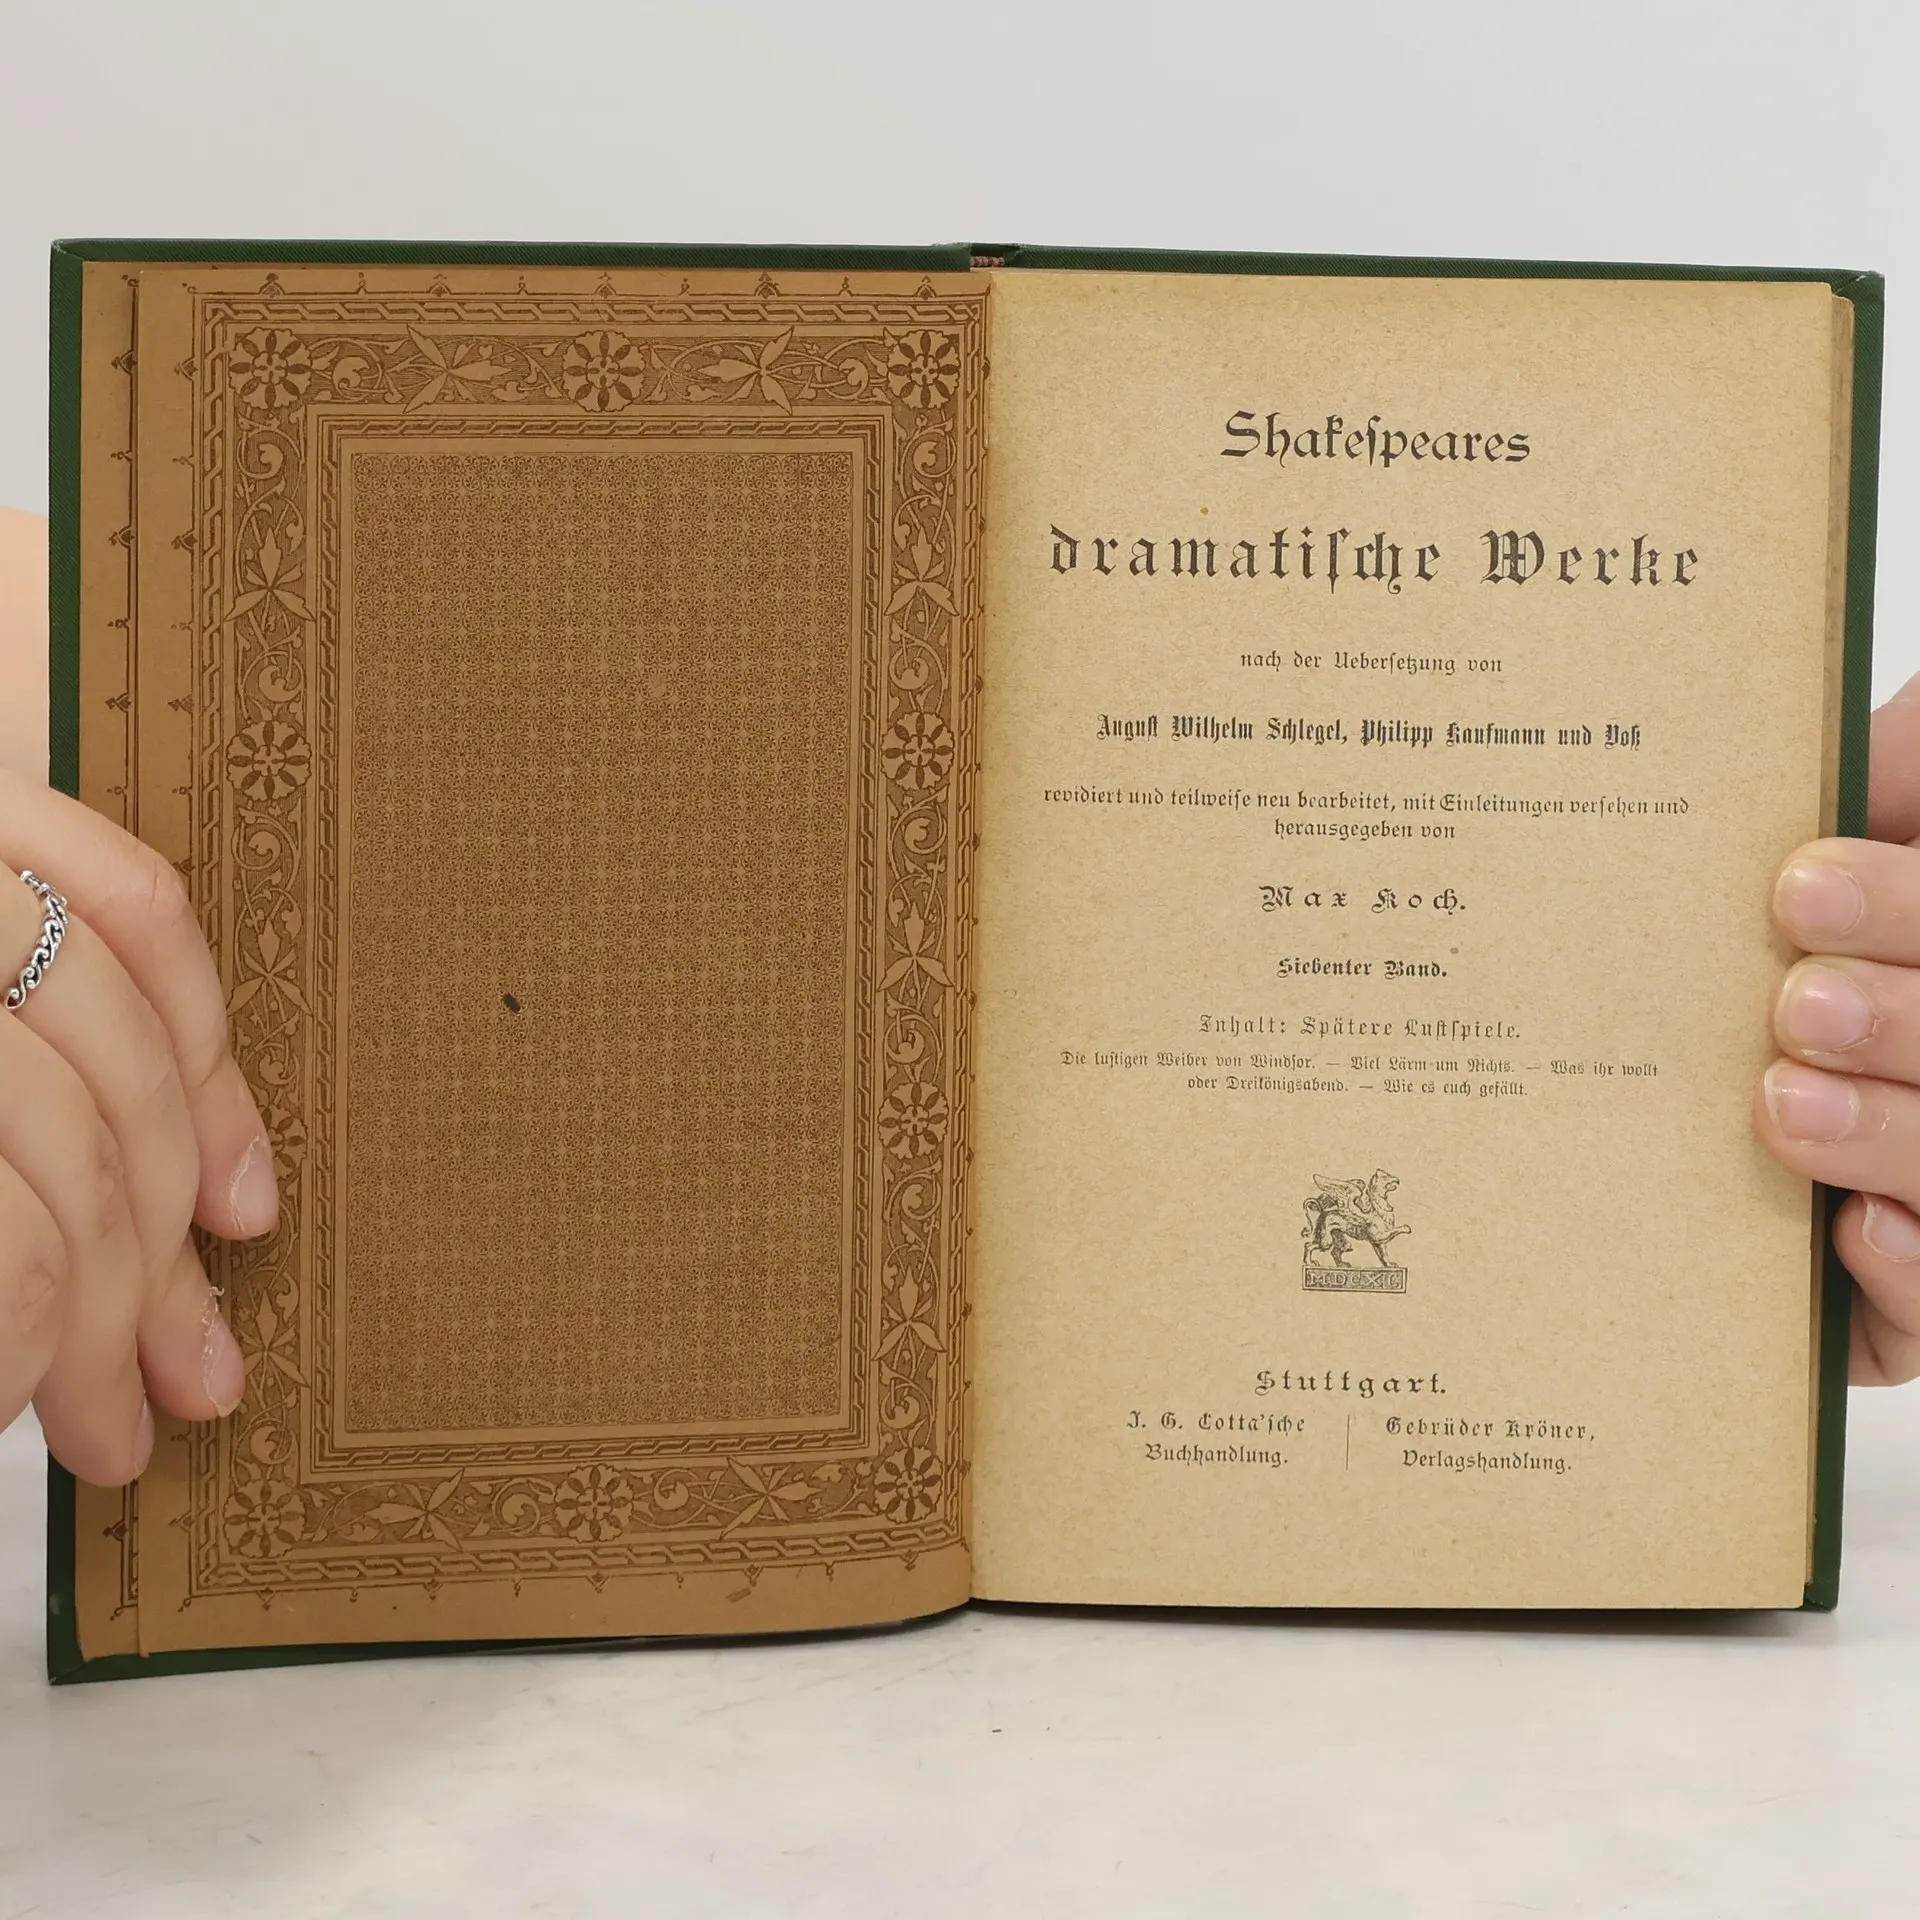 Shakeſpeares
dramatiſche Werke
nach der Ueberſetzung von
Auguſt Wilhelm Schlegel, Philipp Kaufmann und Voß
revidiert und teilweiſe neu bearbeitet, mit Einleitungen verſehen und
herausgegeben von
Max Koch.
Siebenter Band.
Inhalt: Spätere Luſtſpiele.
Die luſtigen Weiber von Windſor. — Viel Lärm um Nichts. — Was ihr wollt
oder Dreikönigsabend. — Wie es euch gefällt.
MDCXL
Stuttgart.
J. G. Cotta'ſche
Buchhandlung.
Gebrüder Kröner,
Verlagshandlung.